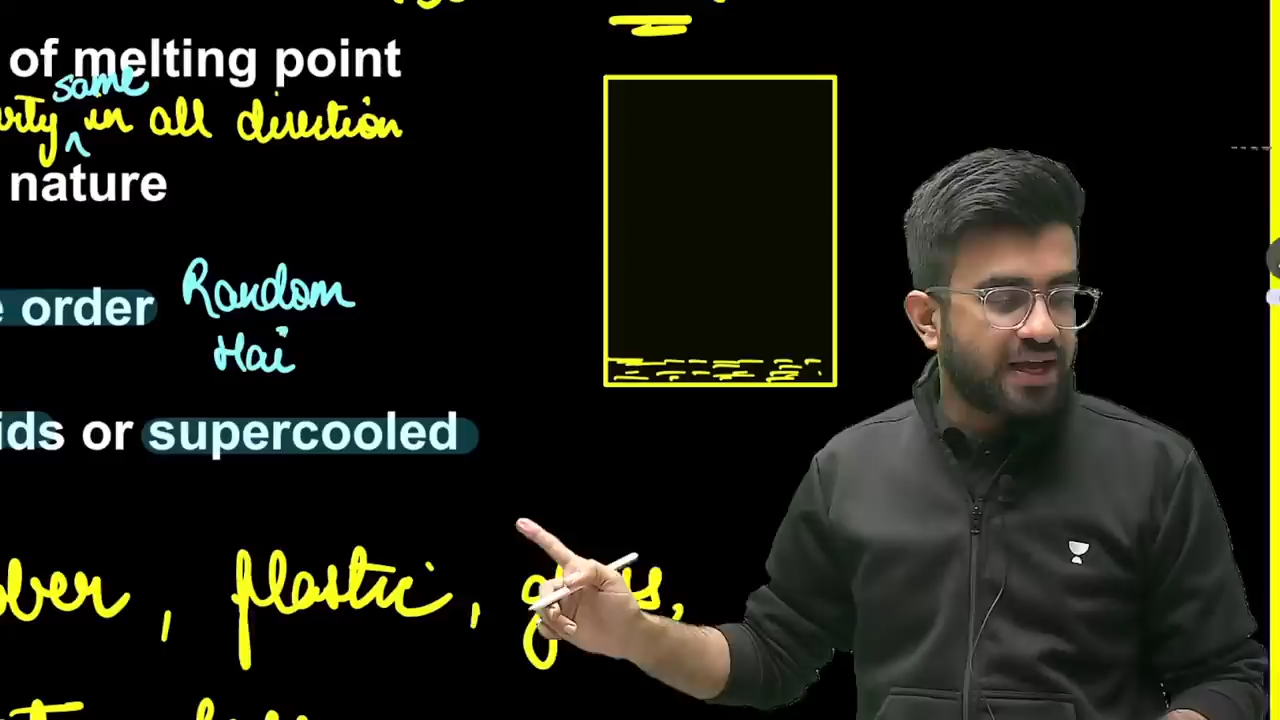 of melting point
same
in all direction
nature
order
Random
Hai
ids or supercooled
ber, plastic,